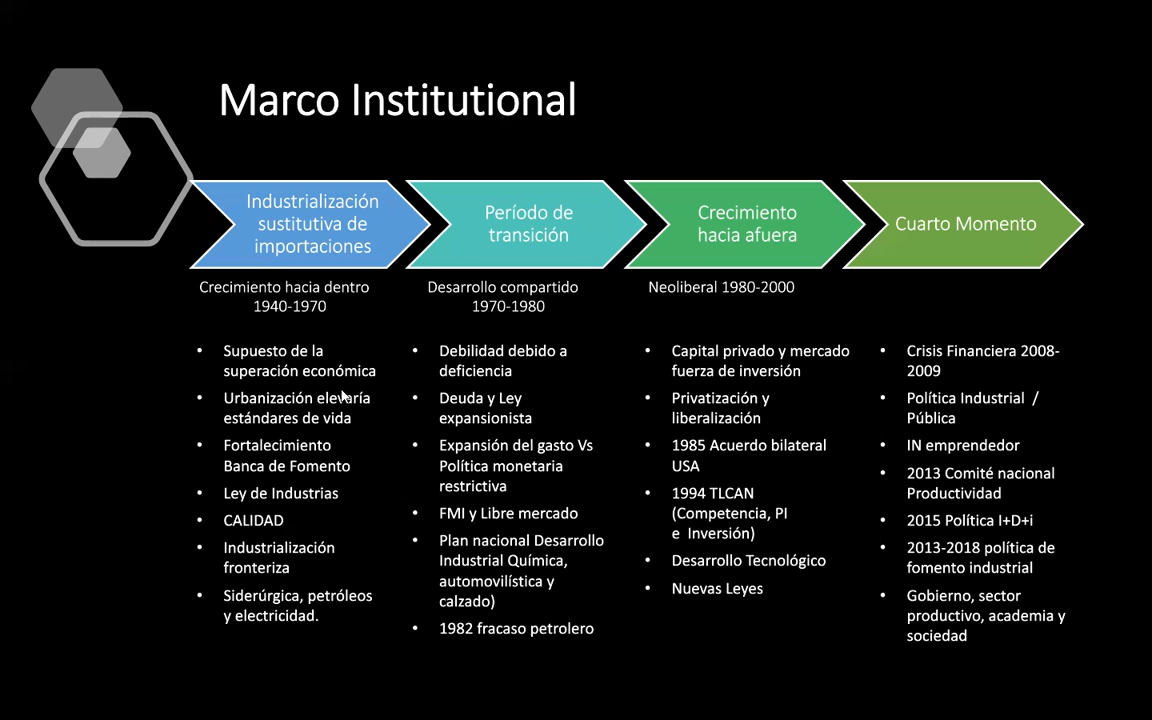 Marco Institutional
Industrialización
sustitutiva de
importaciones
Período de
transición
Crecimiento
hacia afuera
Cuarto Momento
Crecimiento hacia dentro
1940-1970
Desarrollo compartido
1970-1980
Neoliberal 1980-2000
• Supuesto de la
superación económica
• Urbanización elevaría
estándares de vida
• Fortalecimiento
Banca de Fomento
• Ley de Industrias
• CALIDAD
• Industrialización
fronteriza
• Siderúrgica, petróleos
y electricidad.
• Debilidad debido a
deficiencia
• Deuda y Ley
expansionista
• Expansión del gasto Vs
Política monetaria
restrictiva
• FMI y Libre mercado
• Plan nacional Desarrollo
Industrial Química,
automovilística y
calzado)
• 1982 fracaso petrolero
• Capital privado y mercado
fuerza de inversión
• Privatización y
liberalización
• 1985 Acuerdo bilateral
USA
• 1994 TLCAN
(Competencia, PI
e Inversión)
• Desarrollo Tecnológico
• Nuevas Leyes
• Crisis Financiera 2008-
2009
• Política Industrial /
Pública
• IN emprendedor
• 2013 Comité nacional
Productividad
• 2015 Política I+D+i
• 2013-2018 política de
fomento industrial
• Gobierno, sector
productivo, academia y
sociedad